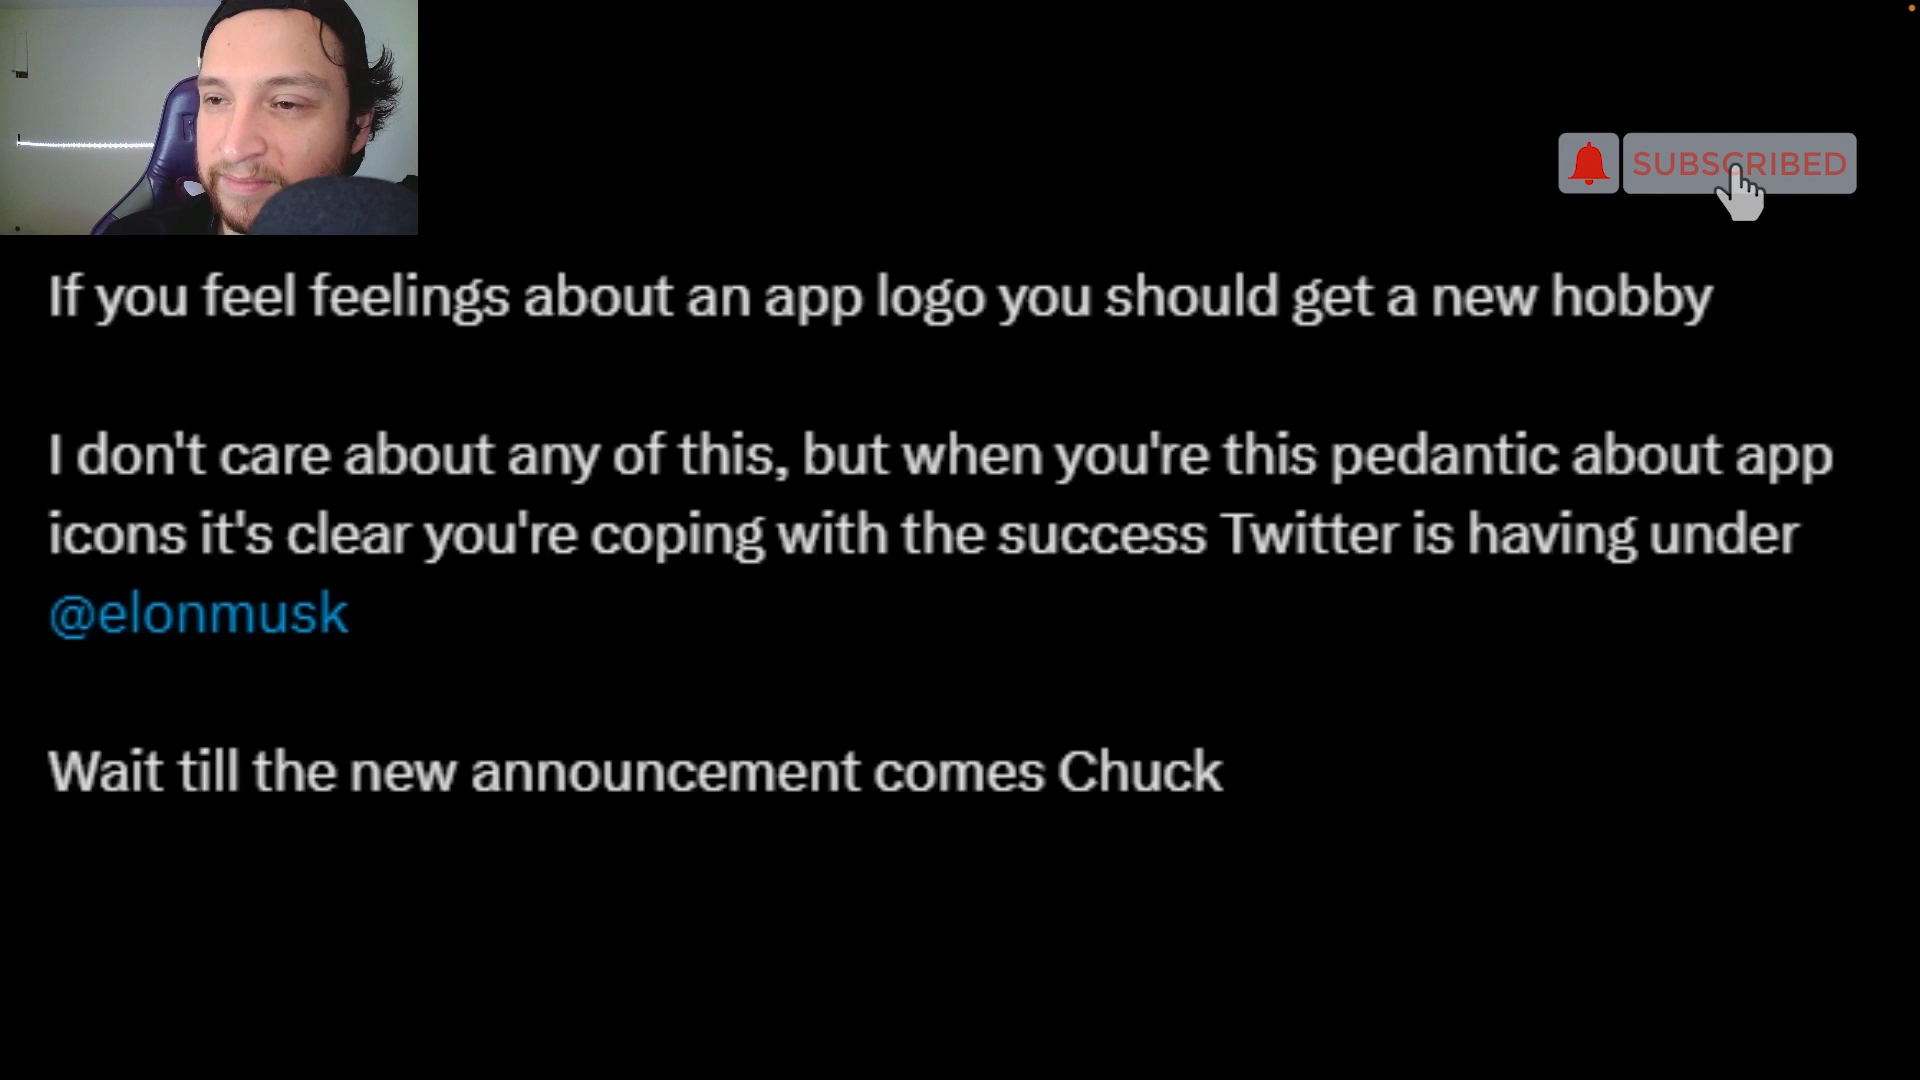 SUBSCRIBED
If you feel feelings about an app logo you should get a new hobby
I don't care about any of this, but when you're this pedantic about app
icons it's clear you're coping with the success Twitter is having under
@elonmusk
Wait till the new announcement comes Chuck